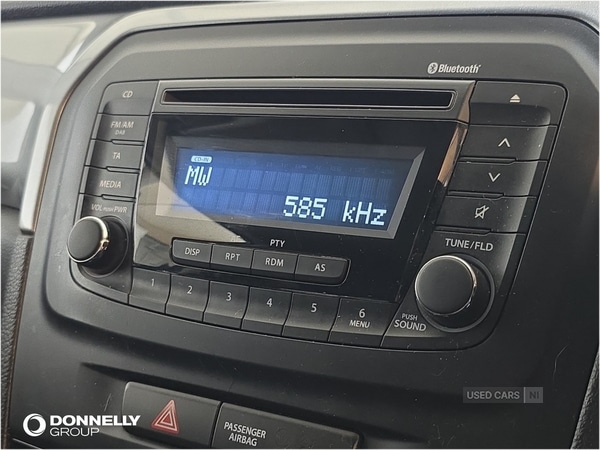 Bluetooth
CD
FM/AM
/DAB
TA
MEDIA
VOL PUSH PWR
CD-IN
MW
585 kHz
PTY
DISP
RPT
RDM
AS
1
2
3
4
5
6
MENU
PUSH
SOUND
TUNE/FLD
PASSENGER
AIRBAG
DONNELLY
GROUP
USED CARS NI